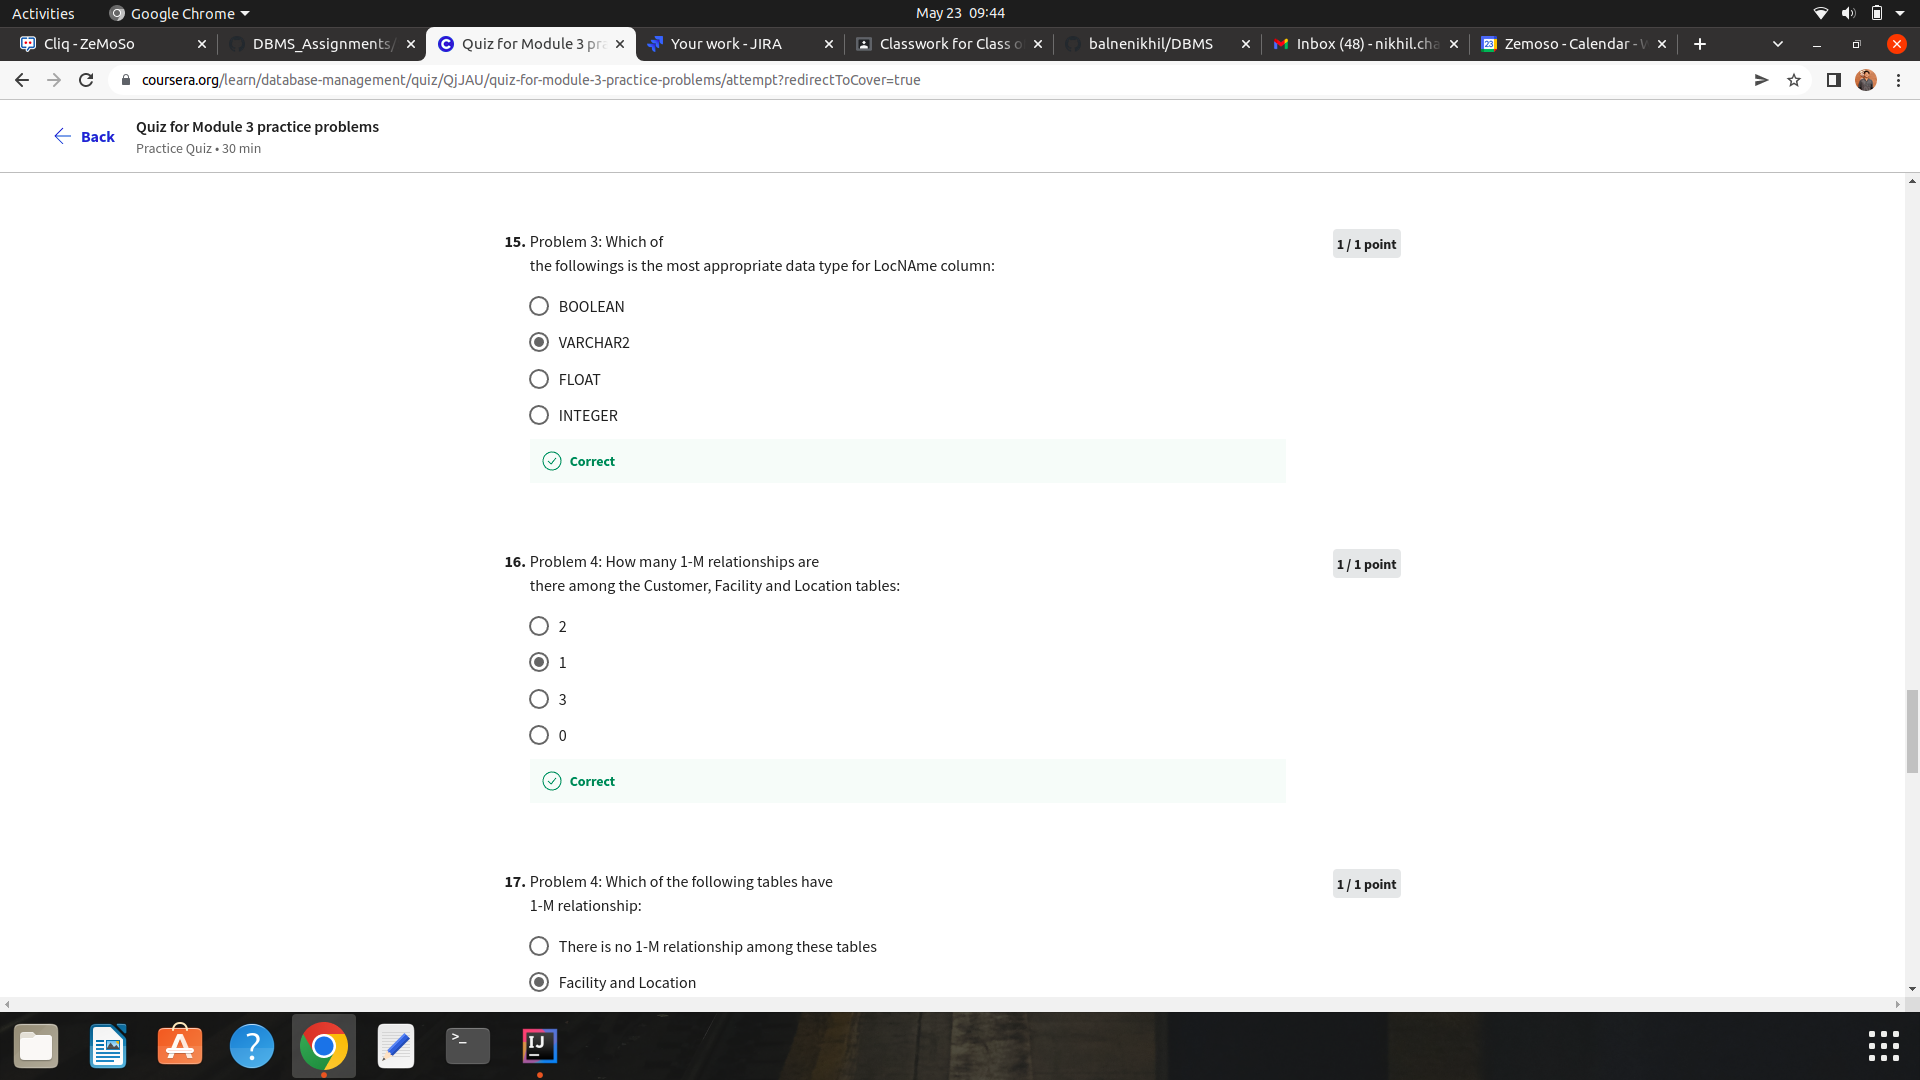 Activities
Google Chrome
May 23 09:44
Cliq - ZeMoSo
DBMS_Assignments/
Quiz for Module 3 pra
Your work - JIRA
Classwork for Class o
balnenikhil/DBMS
Inbox (48) - nikhil.cha
Zemoso - Calendar - W
coursera.org/learn/database-management/quiz/QjJAU/quiz-for-module-3-practice-problems/attempt?redirectToCover=true
Back
Quiz for Module 3 practice problems
Practice Quiz • 30 min
15. Problem 3: Which of
the followings is the most appropriate data type for LocNAme column:
1 / 1 point
BOOLEAN
VARCHAR2
FLOAT
INTEGER
Correct
16. Problem 4: How many 1-M relationships are
there among the Customer, Facility and Location tables:
1 / 1 point
2
1
3
0
Correct
17. Problem 4: Which of the following tables have
1-M relationship:
1 / 1 point
There is no 1-M relationship among these tables
Facility and Location